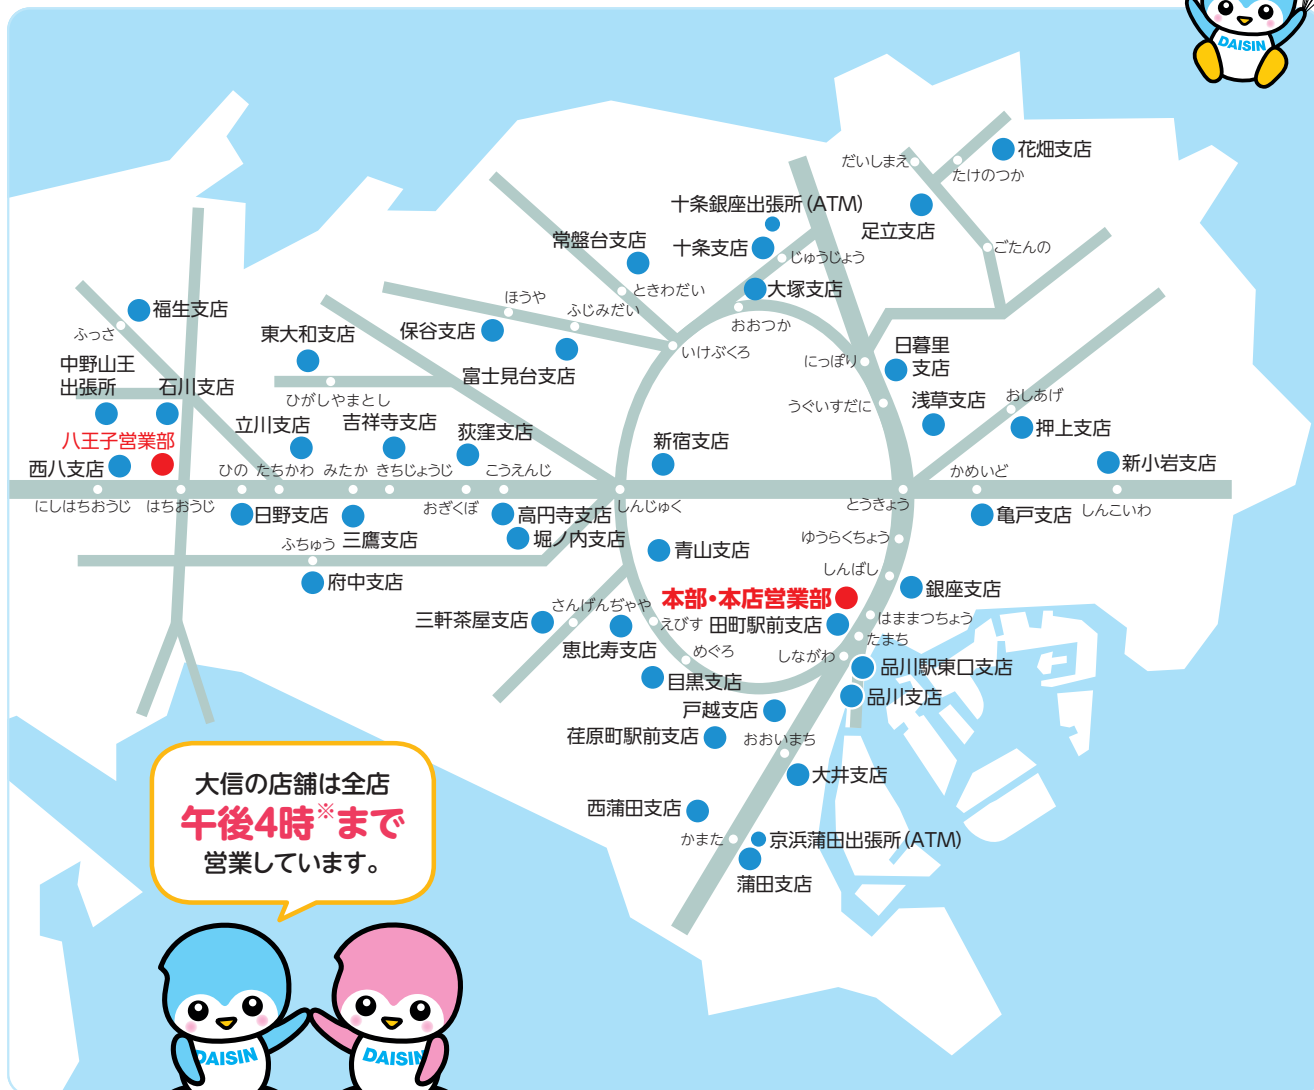 DAISIN
花畑支店
だいしまえ
たけのつか
足立支店
ごたんの
十条銀座出張所（ATM）
十条支店
じゅうじょう
常盤台支店
ときわだい
大塚支店
おおつか
ほうや
ふじみだい
保谷支店
富士見台支店
いけぶくろ
にっぽり
日暮里
支店
うぐいすだに
浅草支店
おしあげ
押上支店
福生支店
ふっさ
東大和支店
ひがしやまとし
中野山王
出張所
石川支店
八王子営業部
西八支店
立川支店
吉祥寺支店
荻窪支店
新宿支店
かめいど
新小岩支店
ひの
たちかわ
みたか
きちじょうじ
こうえんじ
にしはちおうじ
はちおうじ
おぎくぼ
しんじゅく
とうきょう
しんこいわ
日野支店
三鷹支店
高円寺支店
堀ノ内支店
亀戸支店
ふちゅう
府中支店
青山支店
ゆうらくちょう
しんばし
銀座支店
本部・本店営業部
田町駅前支店
はままつちょう
たまち
三軒茶屋支店
さんげんぢゃや
恵比寿支店
えびす
めぐろ
目黒支店
しながわ
品川駅東口支店
品川支店
戸越支店
荏原町駅前支店
おおいまち
大井支店
西蒲田支店
かまた
京浜蒲田出張所（ATM）
蒲田支店
大信の店舗は全店
午後4時※まで
営業しています。
DAISIN
DAISIN